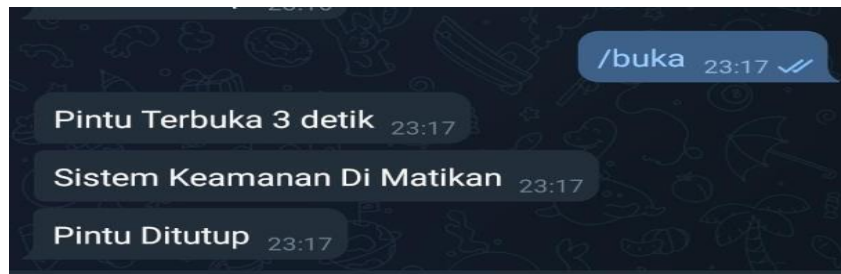 /buka 23:17
Pintu Terbuka 3 detik 23:17
Sistem Keamanan Di Matikan 23:17
Pintu Ditutup 23:17